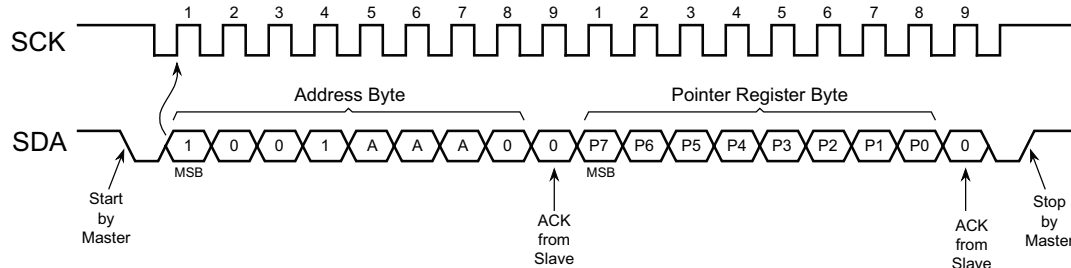 1 2 3 4 5 6 7 8 9 1 2 3 4 5 6 7 8 9
SCK
Address Byte
Pointer Register Byte
SDA
1 0 0 1 A A A 0 0 P7 P6 P5 P4 P3 P2 P1 P0 0
MSB
MSB
Start
by
Master
ACK
from
Slave
ACK
from
Slave
Stop
by
Master